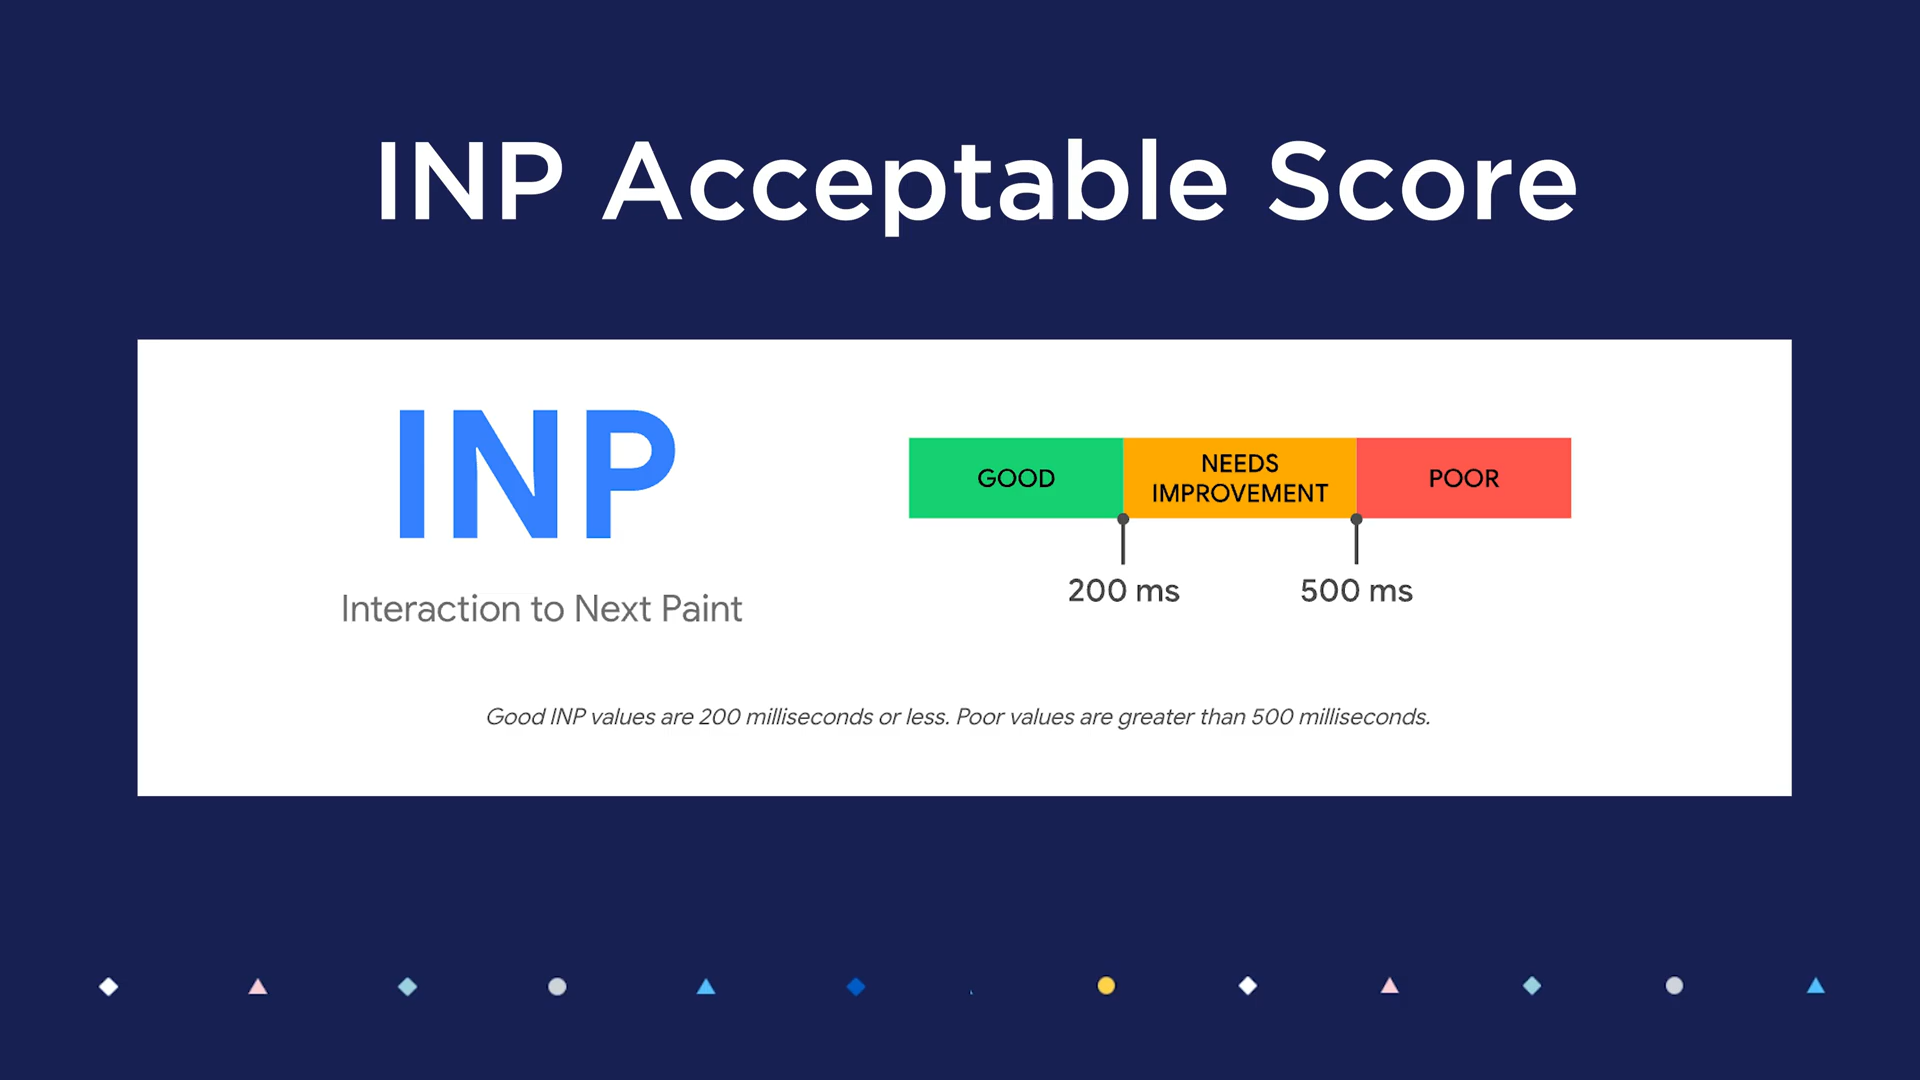 INP Acceptable Score
INP
Interaction to Next Paint
GOOD
NEEDS
IMPROVEMENT
POOR
200 ms
500 ms
Good INP values are 200 milliseconds or less. Poor values are greater than 500 milliseconds.